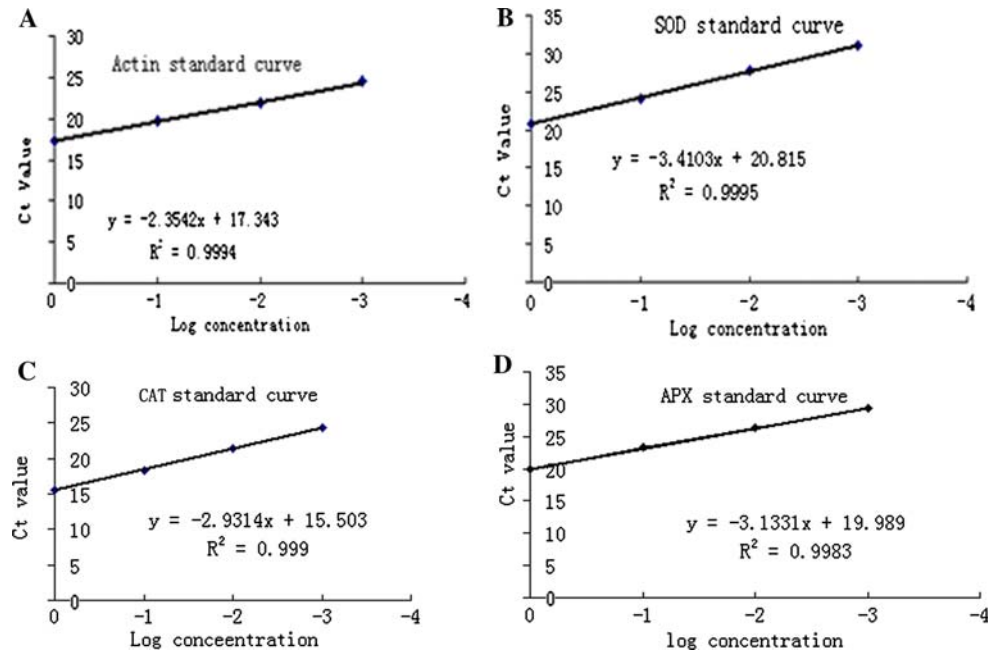 A
Actin standard curve
30
25
20
15
10
5
0
Ct Value
y = -2.3542x + 17.343
R² = 0.9994
0 -1 -2 -3 -4
Log concentration
B
SOD standard curve
35
30
25
20
15
10
5
0
Ct Value
y = -3.4103x + 20.815
R² = 0.9995
0 -1 -2 -3 -4
Log concentration
C
CAT standard curve
30
25
20
15
10
5
0
Ct value
y = -2.9314x + 15.503
R² = 0.999
0 -1 -2 -3 -4
Log conceentration
D
APX standard curve
35
30
25
20
15
10
5
0
Ct value
y = -3.1331x + 19.989
R² = 0.9983
0 -1 -2 -3 -4
log concentration